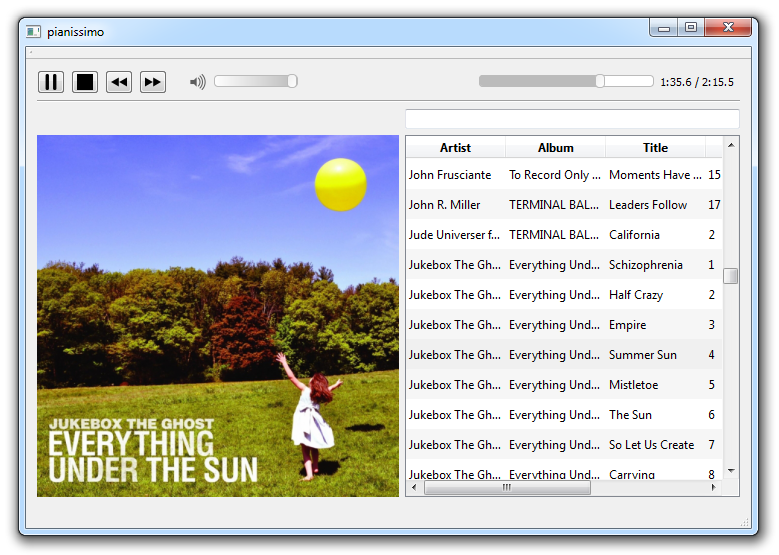 pianissimo
1:35.6 / 2:15.5
Artist Album Title
John Frusciante To Record Only ... Moments Have ... 15
John R. Miller TERMINAL BAL... Leaders Follow 17
Jude Universer f... TERMINAL BAL... California 2
Jukebox The Gh... Everything Und... Schizophrenia 1
Jukebox The Gh... Everything Und... Half Crazy 2
Jukebox The Gh... Everything Und... Empire 3
Jukebox The Gh... Everything Und... Summer Sun 4
Jukebox The Gh... Everything Und... Mistletoe 5
Jukebox The Gh... Everything Und... The Sun 6
Jukebox The Gh... Everything Und... So Let Us Create 7
Jukebox The Gh... Everything Und... Carrying 8
JUKEBOX THE GHOST
EVERYTHING
UNDER THE SUN